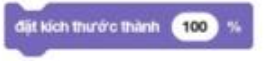 đặt kích thước thành 100 %